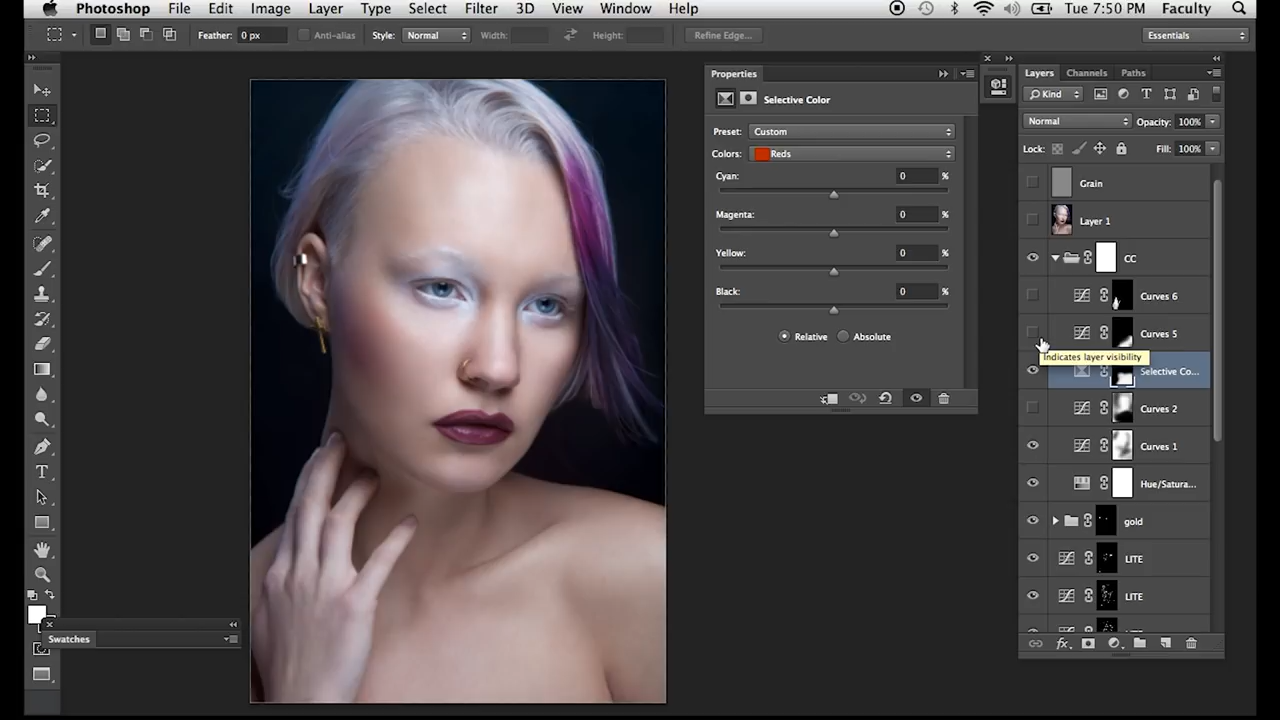 Photoshop File Edit Image Layer Type Select Filter 3D View Window Help Tue 7:50 PM Faculty
Feather: 0 px Anti-alias Style: Normal Width: Height: Refine Edge... Essentials
Properties
Selective Color
Preset: Custom
Colors: Reds
Cyan: 0 %
Magenta: 0 %
Yellow: 0 %
Black: 0 %
Relative Absolute
Layers Channels Paths
Kind
Normal Opacity: 100%
Lock: Fill: 100%
Grain
Layer 1
CC
Curves 6
Curves 5
Indicates layer visibility
Selective Co...
Curves 2
Curves 1
Hue/Satura...
gold
LITE
LITE
Swatches